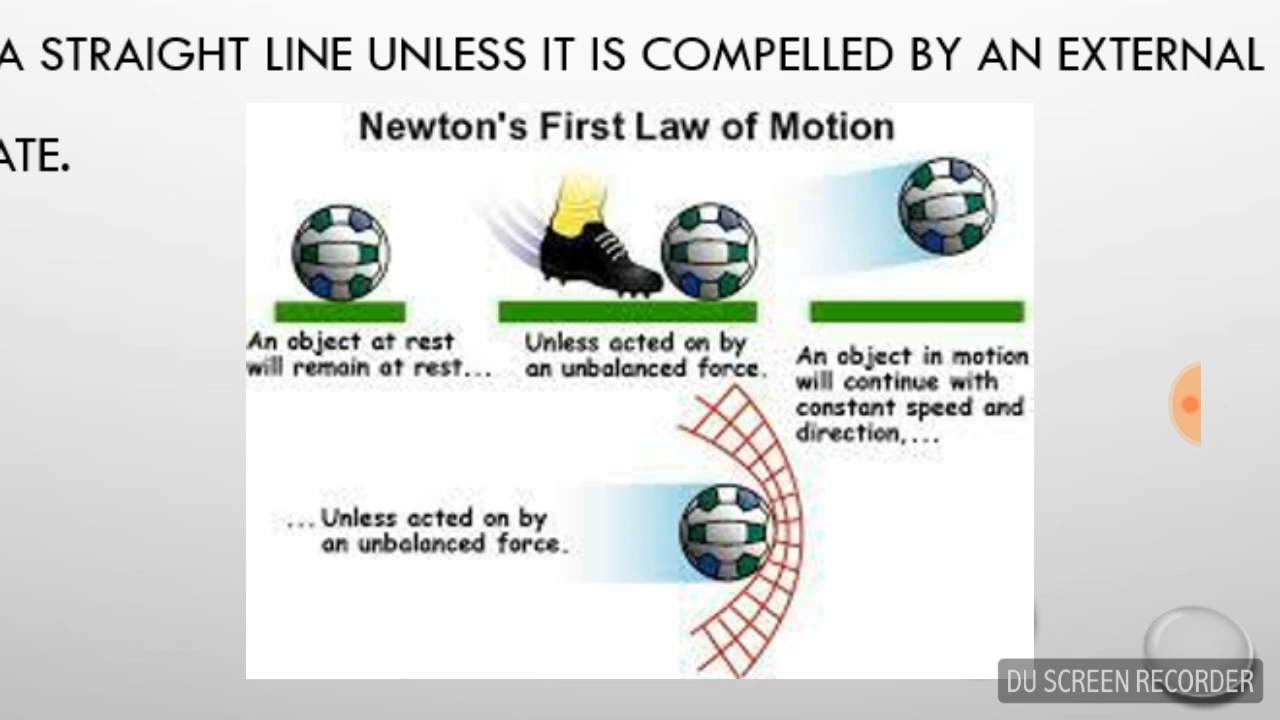 A STRAIGHT LINE UNLESS IT IS COMPELLED BY AN EXTERNAL
ATE.
Newton's First Law of Motion
An object at rest
will remain at rest...
Unless acted on by
an unbalanced force.
An object in motion
will continue with
constant speed and
direction,...
... Unless acted on by
an unbalanced force.
DU SCREEN RECORDER